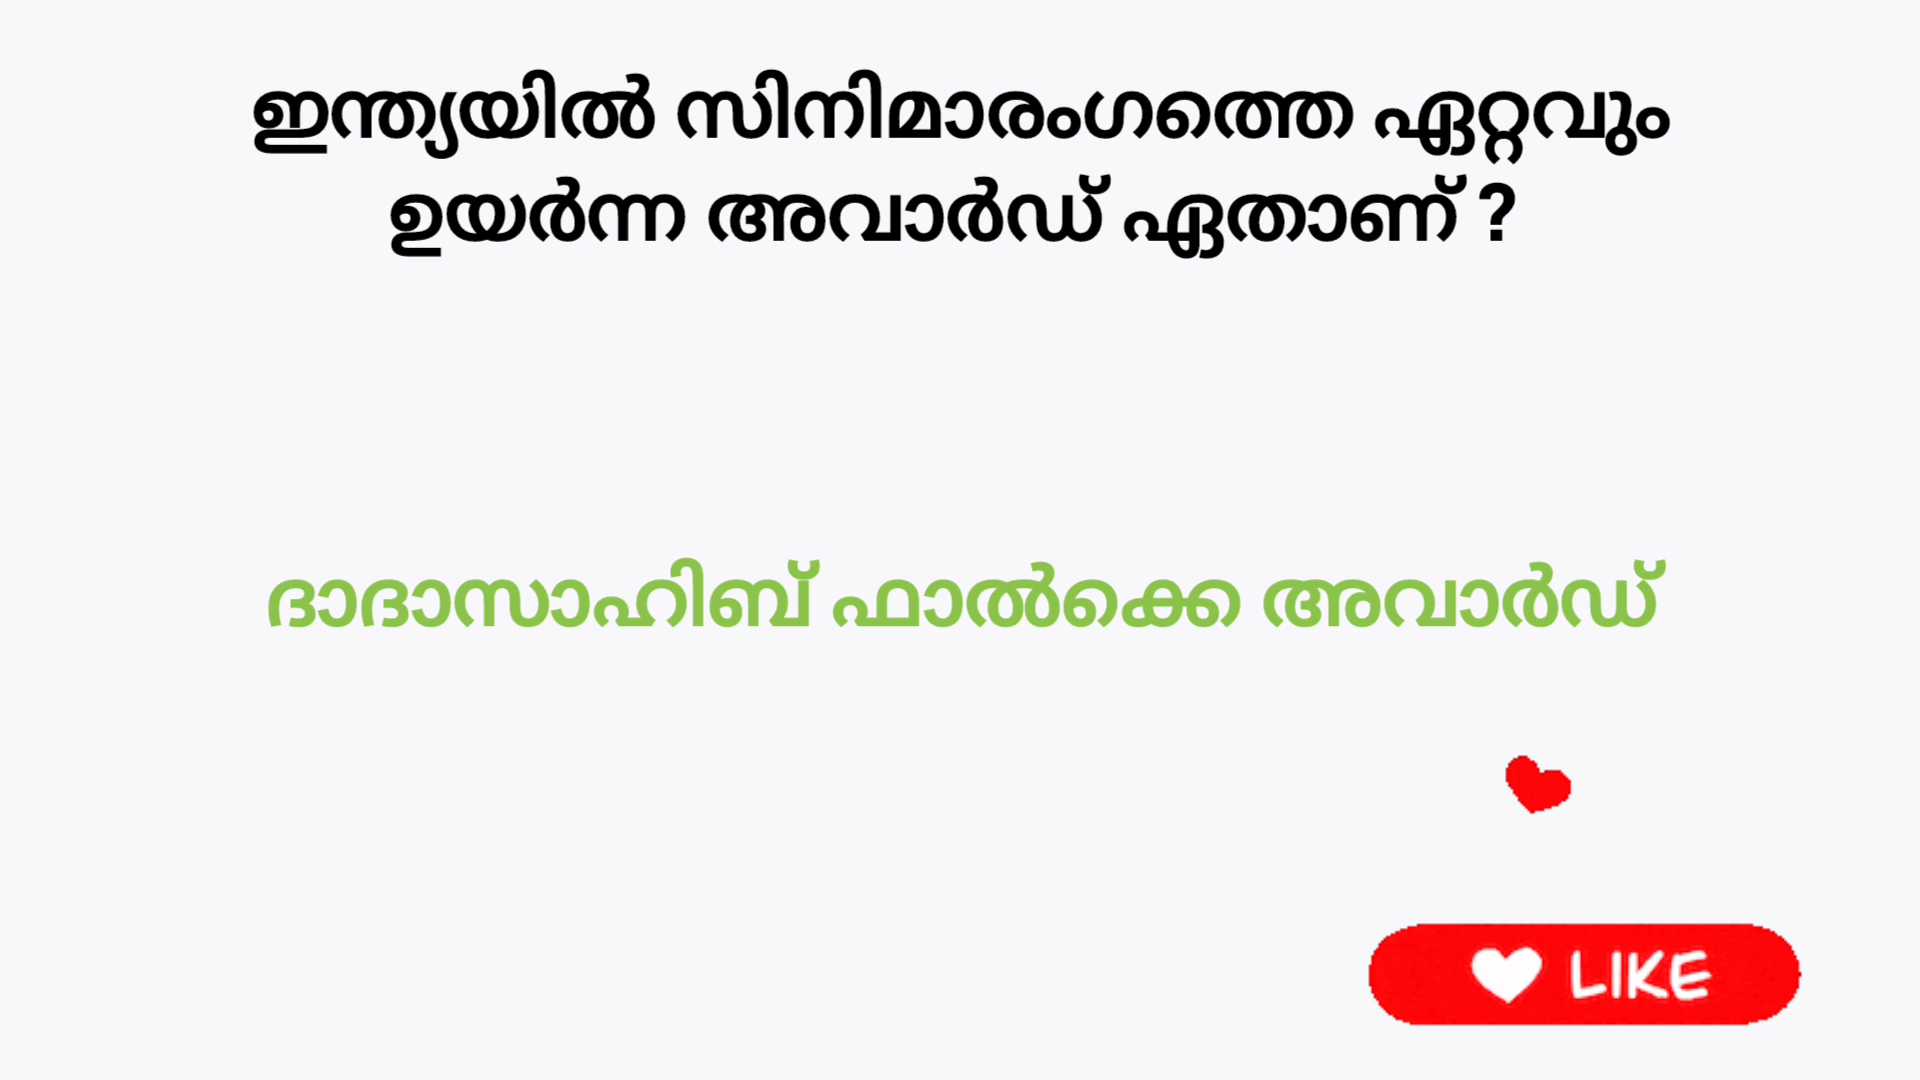 ഇന്ത്യയിൽ സിനിമാരംഗത്തെ ഏറ്റവും
ഉയർന്ന അവാർഡ് ഏതാണ് ?
ദാദാസാഹിബ് ഫാൽക്കെ അവാർഡ്
LIKE